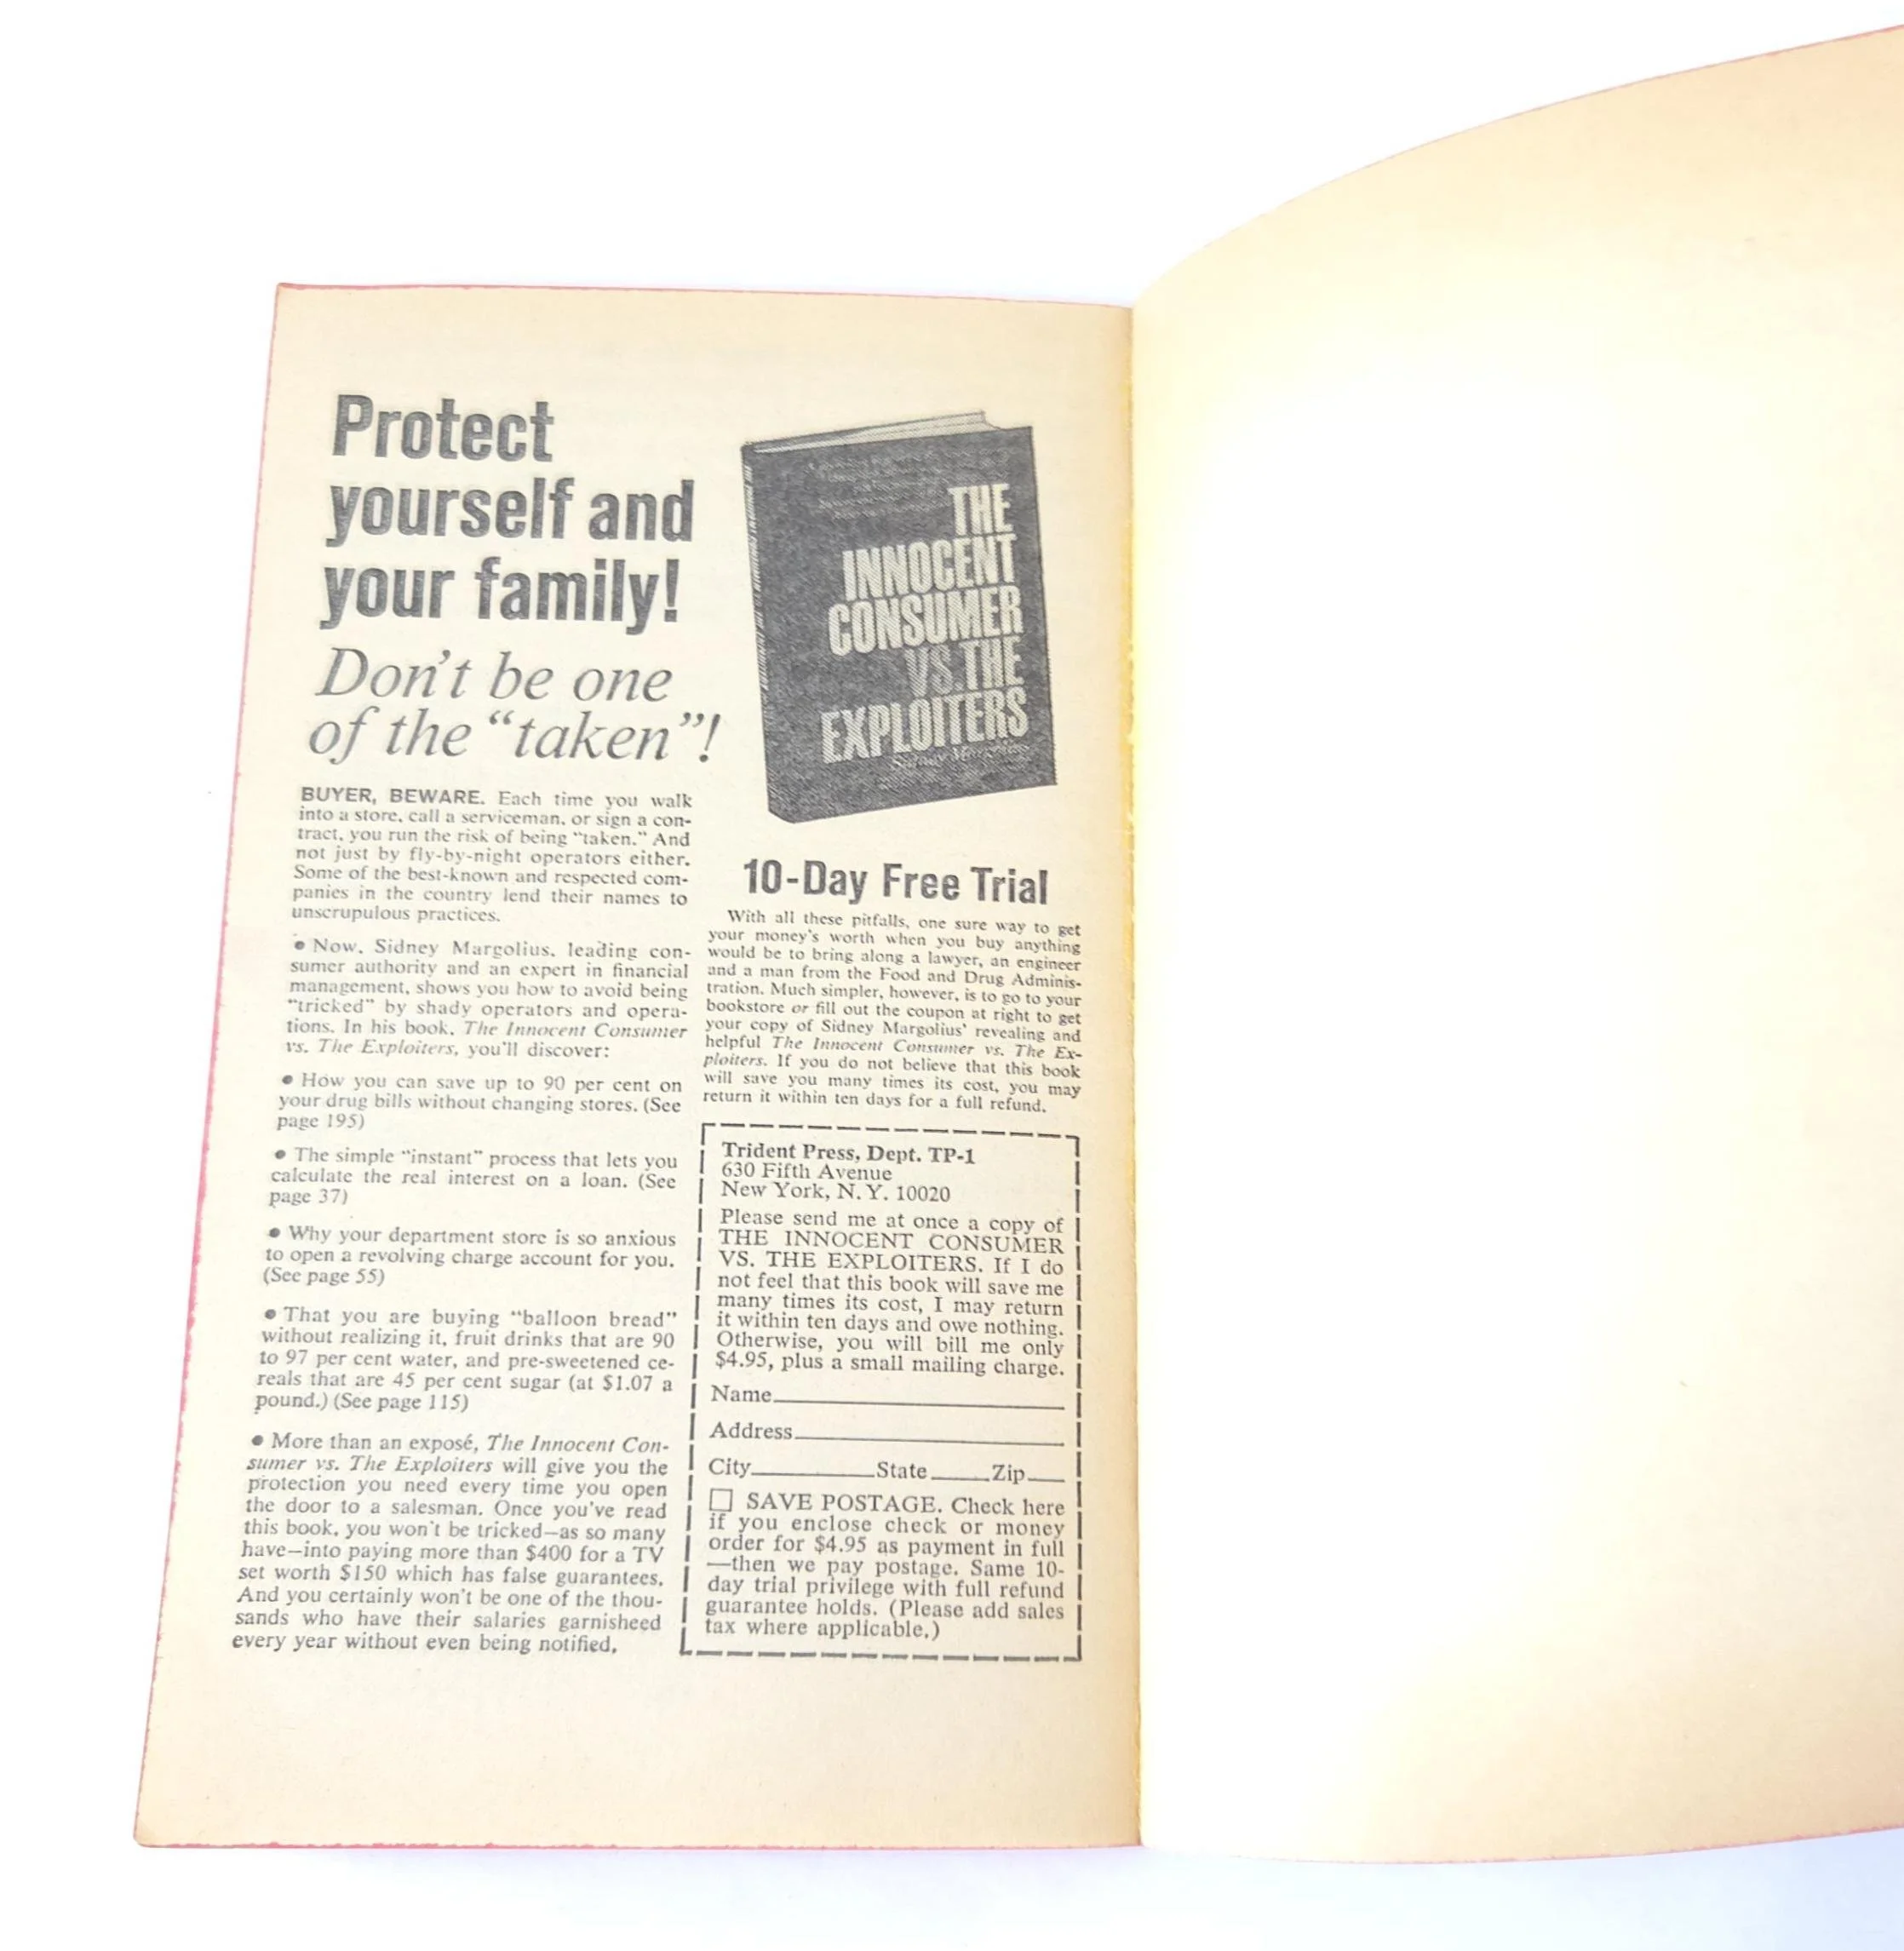 Protect
yourself and
your family!
Don't be one
of the “taken”!
BUYER, BEWARE. Each time you walk
into a store, call a serviceman, or sign a con-
tract, you run the risk of being “taken.” And
not just by fly-by-night operators either.
Some of the best-known and respected com-
panies in the country lend their names to
unscrupulous practices.
• Now, Sidney Margolius, leading con-
sumer authority and an expert in financial
management, shows you how to avoid being
“tricked” by shady operators and opera-
tions. In his book, The Innocent Consumer
vs. The Exploiters, you'll discover:
• How you can save up to 90 per cent on
your drug bills without changing stores. (See
page 195)
• The simple “instant” process that lets you
calculate the real interest on a loan. (See
page 37)
• Why your department store is so anxious
to open a revolving charge account for you.
(See page 55)
• That you are buying “balloon bread”
without realizing it, fruit drinks that are 90
to 97 per cent water, and pre-sweetened ce-
reals that are 45 per cent sugar (at $1.07 a
pound.) (See page 115)
• More than an exposé, The Innocent Con-
sumer vs. The Exploiters will give you the
protection you need every time you open
the door to a salesman. Once you've read
this book, you won't be tricked—as so many
have—into paying more than $400 for a TV
set worth $150 which has false guarantees.
And you certainly won't be one of the thou-
sands who have their salaries garnisheed
every year without even being notified.
THE
INNOCENT
CONSUMER
VS. THE
EXPLOITERS
Sidney Margolius
10-Day Free Trial
With all these pitfalls, one sure way to get
your money's worth when you buy anything
would be to bring along a lawyer, an engineer
and a man from the Food and Drug Adminis-
tration. Much simpler, however, is to go to your
bookstore or fill out the coupon at right to get
your copy of Sidney Margolius' revealing and
helpful The Innocent Consumer vs. The Ex-
ploiters. If you do not believe that this book
will save you many times its cost, you may
return it within ten days for a full refund.
Trident Press, Dept. TP-1
630 Fifth Avenue
New York, N. Y. 10020
Please send me at once a copy of
THE INNOCENT CONSUMER
VS. THE EXPLOITERS. If I do
not feel that this book will save me
many times its cost, I may return
it within ten days and owe nothing.
Otherwise, you will bill me only
$4.95, plus a small mailing charge.
Name
Address
City State Zip
SAVE POSTAGE. Check here
if you enclose check or money
order for $4.95 as payment in full
—then we pay postage. Same 10-
day trial privilege with full refund
guarantee holds. (Please add sales
tax where applicable.)